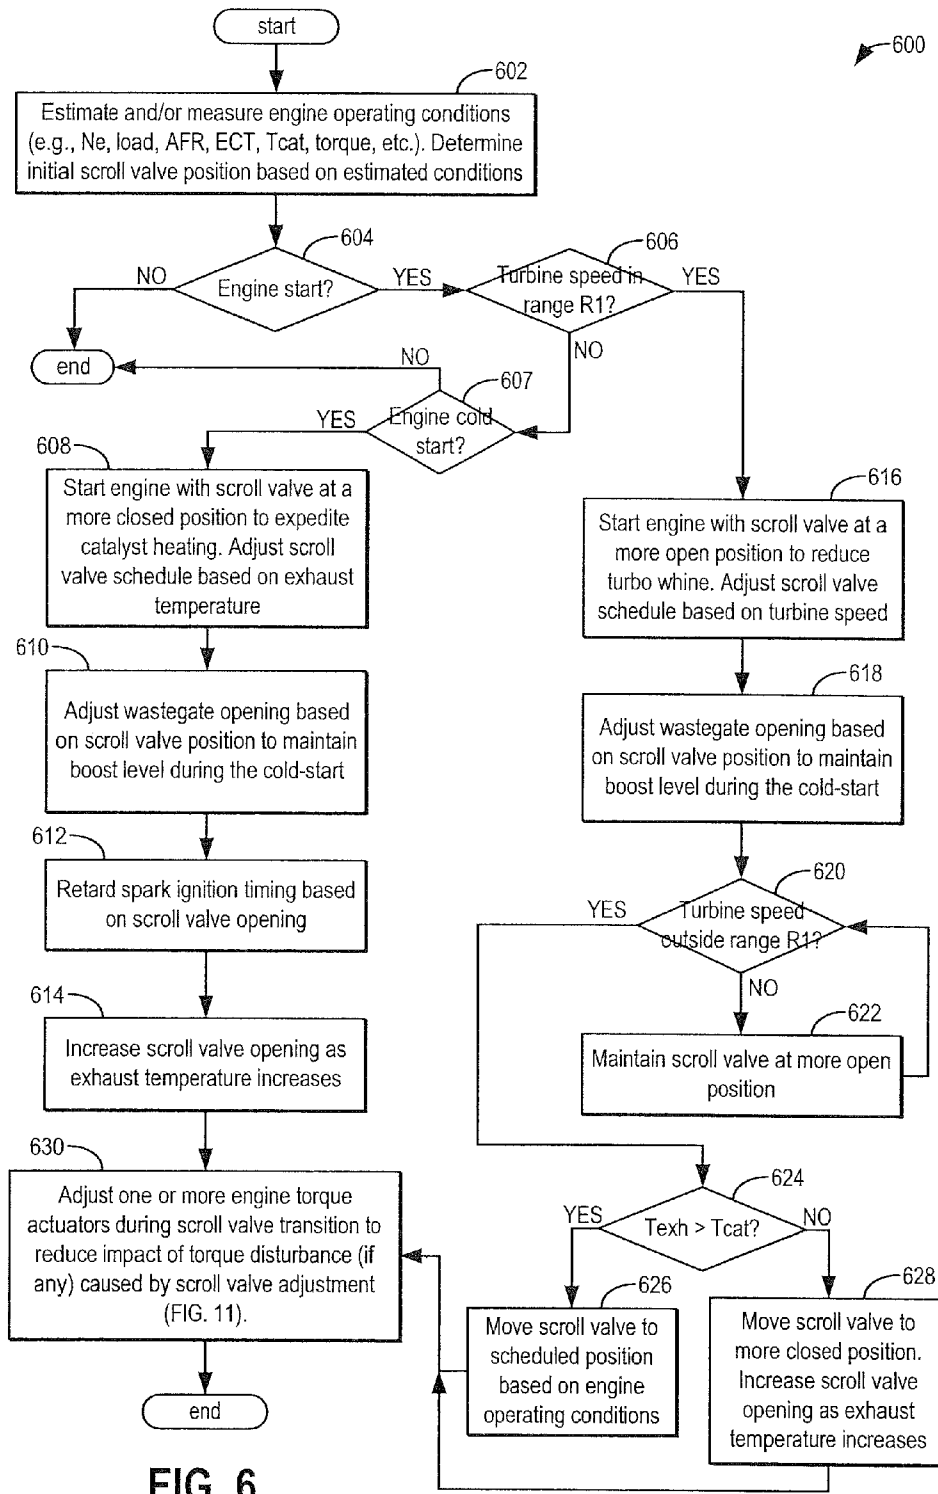 start
600
602
Estimate and/or measure engine operating conditions
(e.g., Ne, load, AFR, ECT, Tcat, torque, etc.). Determine
initial scroll valve position based on estimated conditions
604
606
NO
Engine start?
YES
Turbine speed in
range R1?
YES
end
NO
NO
607
YES
Engine cold
start?
608
Start engine with scroll valve at a
more closed position to expedite
catalyst heating. Adjust scroll
valve schedule based on exhaust
temperature
616
Start engine with scroll valve at a
more open position to reduce
turbo whine. Adjust scroll valve
schedule based on turbine speed
610
Adjust wastegate opening based
on scroll valve position to maintain
boost level during the cold-start
618
Adjust wastegate opening based
on scroll valve position to maintain
boost level during the cold-start
612
Retard spark ignition timing based
on scroll valve opening
620
YES
Turbine speed
outside range R1?
NO
622
Maintain scroll valve at more open
position
614
Increase scroll valve opening as
exhaust temperature increases
630
Adjust one or more engine torque
actuators during scroll valve transition to
reduce impact of torque disturbance (if
any) caused by scroll valve adjustment
(FIG. 11).
624
YES
Texh > Tcat?
NO
626
Move scroll valve to
scheduled position
based on engine
operating conditions
628
Move scroll valve to
more closed position.
Increase scroll valve
opening as exhaust
temperature increases
end
FIG. 6